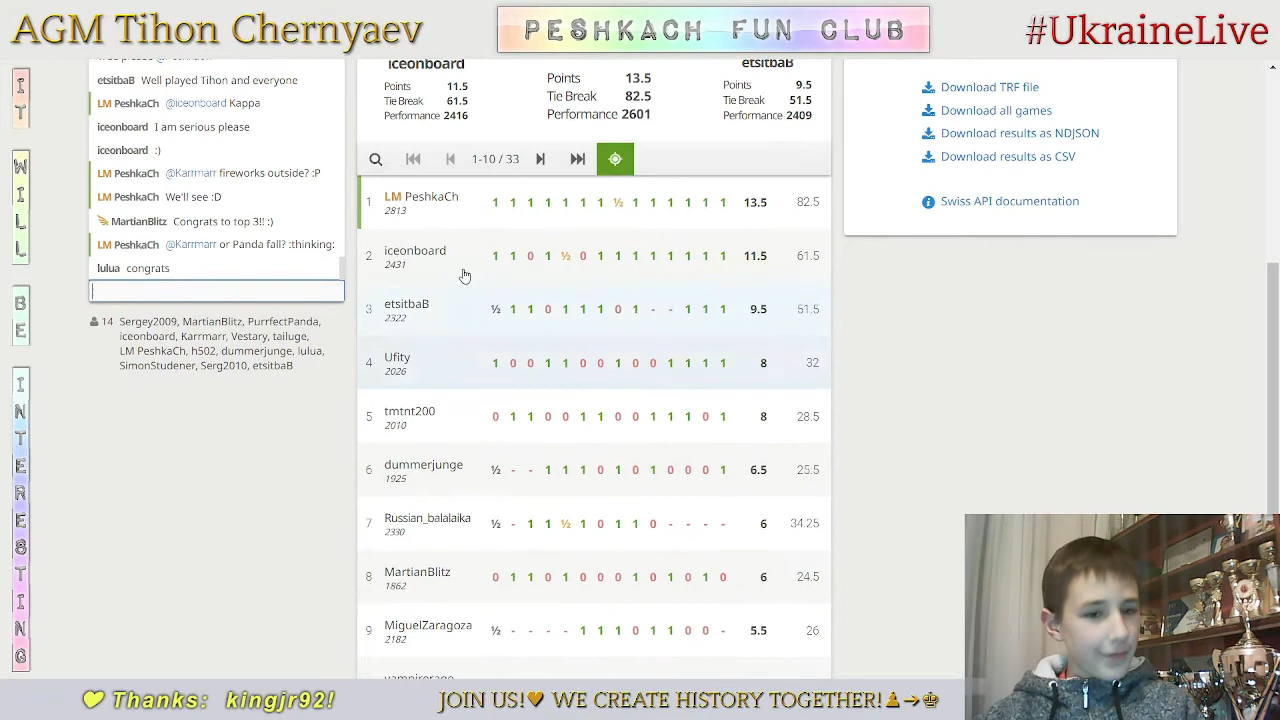 AGM Tihon Chernyaev
PESHKACH FUN CLUB
#UkraineLive
IT
WILL
BE
INTERESTING
etsitbaB Well played Tihon and everyone
LM PeshkaCh @iceonboard Kappa
iceonboard I am serious please
iceonboard :)
LM PeshkaCh @Karrmarr fireworks outside? :P
LM PeshkaCh We'll see :D
MartianBlitz Congrats to top 3!! :)
LM PeshkaCh @Karrmarr or Panda fall? :thinking:
lulua congrats
14 Sergey2009, MartianBlitz, PurrfectPanda,
iceonboard, Karrmarr, Vestary, tailuge,
LM PeshkaCh, h502, dummerjunge, lulua,
SimonStudener, Serg2010, etsitbaB
iceonboard
Points 11.5
Tie Break 61.5
Performance 2416
Points 13.5
Tie Break 82.5
Performance 2601
etsitbaB
Points 9.5
Tie Break 51.5
Performance 2409
1-10 / 33
1 LM PeshkaCh 1 1 1 1 1 1 1 ½ 1 1 1 1 1 1 13.5 82.5
2813
2 iceonboard 1 1 0 1 ½ 0 1 1 1 1 1 1 1 1 11.5 61.5
2431
3 etsitbaB ½ 1 1 0 1 1 1 0 1 - - 1 1 1 9.5 51.5
2322
4 Ufity 1 0 0 1 1 0 0 1 0 0 1 1 1 1 8 32
2026
5 tmtnt200 0 1 1 0 0 1 1 0 0 1 1 1 0 1 8 28.5
2010
6 dummerjunge ½ - - 1 1 1 0 1 0 1 0 0 0 1 6.5 25.5
1925
7 Russian_balalaika ½ - 1 1 ½ 1 0 1 1 0 - - - - 6 34.25
2330
8 MartianBlitz 0 1 1 0 1 0 0 0 1 0 1 0 1 0 6 24.5
1862
9 MiguelZaragoza ½ - - - - 1 1 1 0 1 1 0 0 - 5.5 26
2182
Download TRF file
Download all games
Download results as NDJSON
Download results as CSV
Swiss API documentation
Thanks: kingjr92!
JOIN US!♥ WE CREATE HISTORY TOGETHER!♟→♚